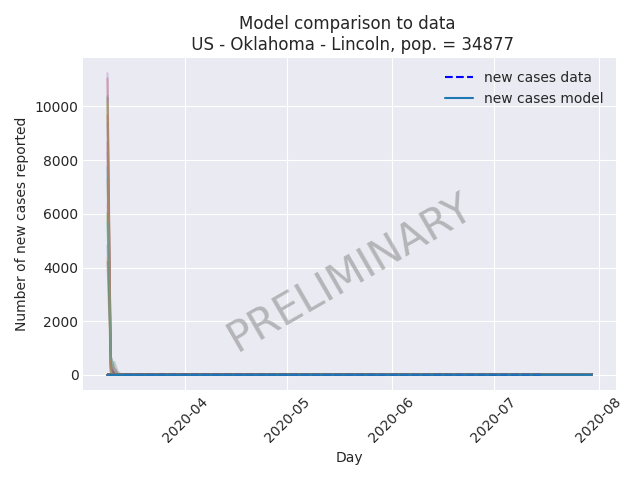 Model comparison to data
US - Oklahoma - Lincoln, pop. = 34877
new cases data
new cases model
Number of new cases reported
10000
8000
6000
4000
2000
0
PRELIMINARY
2020-04
2020-05
2020-06
2020-07
2020-08
Day